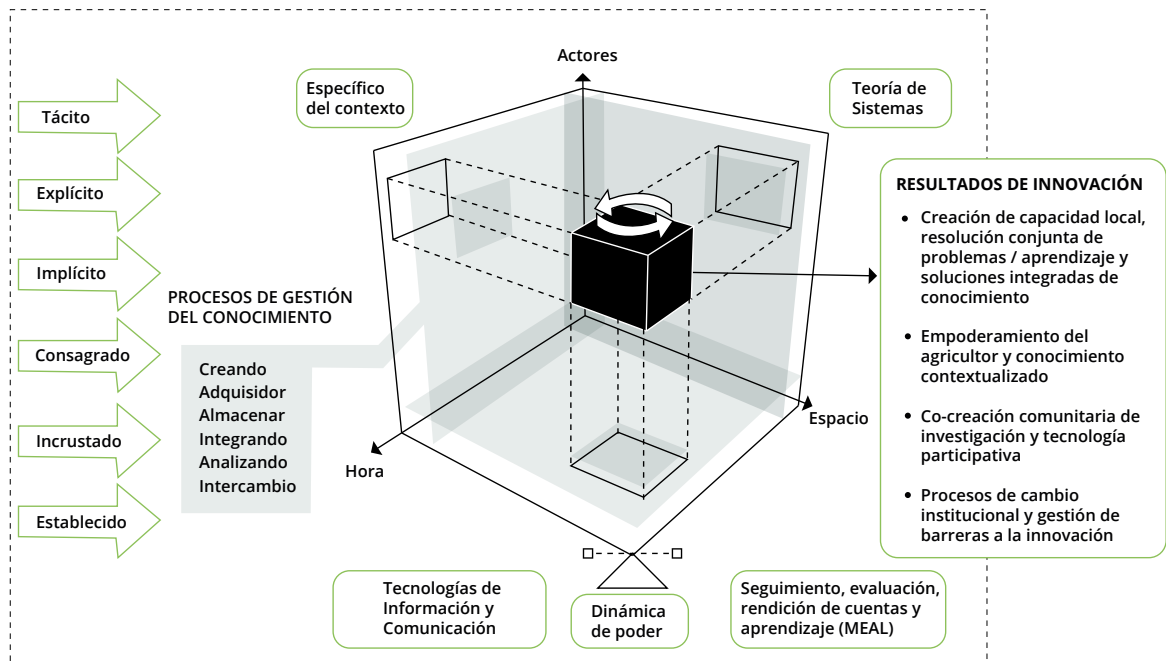 Actores
Específico
del contexto
Teoría de
Sistemas
Tácito
Explícito
Implícito
Consagrado
Incrustado
Establecido
PROCESOS DE GESTIÓN
DEL CONOCIMIENTO
Creando
Adquisidor
Almacenar
Integrando
Analizando
Intercambio
Hora
Espacio
RESULTADOS DE INNOVACIÓN
• Creación de capacidad local,
resolución conjunta de
problemas / aprendizaje y
soluciones integradas de
conocimiento
• Empoderamiento del
agricultor y conocimiento
contextualizado
• Co-creación comunitaria de
investigación y tecnología
participativa
• Procesos de cambio
institucional y gestión de
barreras a la innovación
Tecnologías de
Información y
Comunicación
Dinámica
de poder
Seguimiento, evaluación,
rendición de cuentas y
aprendizaje (MEAL)